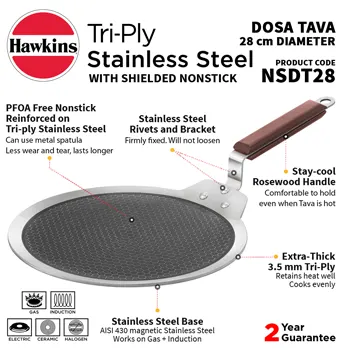 Hawkins
Tri-Ply
Stainless Steel
WITH SHIELDED NONSTICK
DOSA TAVA
28 cm DIAMETER
PRODUCT CODE
NSDT28
PFOA Free Nonstick
Reinforced on
Tri-ply Stainless Steel
Can use metal spatula
Less wear and tear, lasts longer
Stainless Steel
Rivets and Bracket
Firmly fixed. Will not loosen
Stay-cool
Rosewood Handle
Comfortable to hold
even when Tava is hot
Extra-Thick
3.5 mm Tri-Ply
Retains heat well
Cooks evenly
GAS
INDUCTION
ELECTRIC
CERAMIC
HALOGEN
Stainless Steel Base
AISI 430 magnetic Stainless Steel
Works on Gas + Induction
2 Year
Guarantee